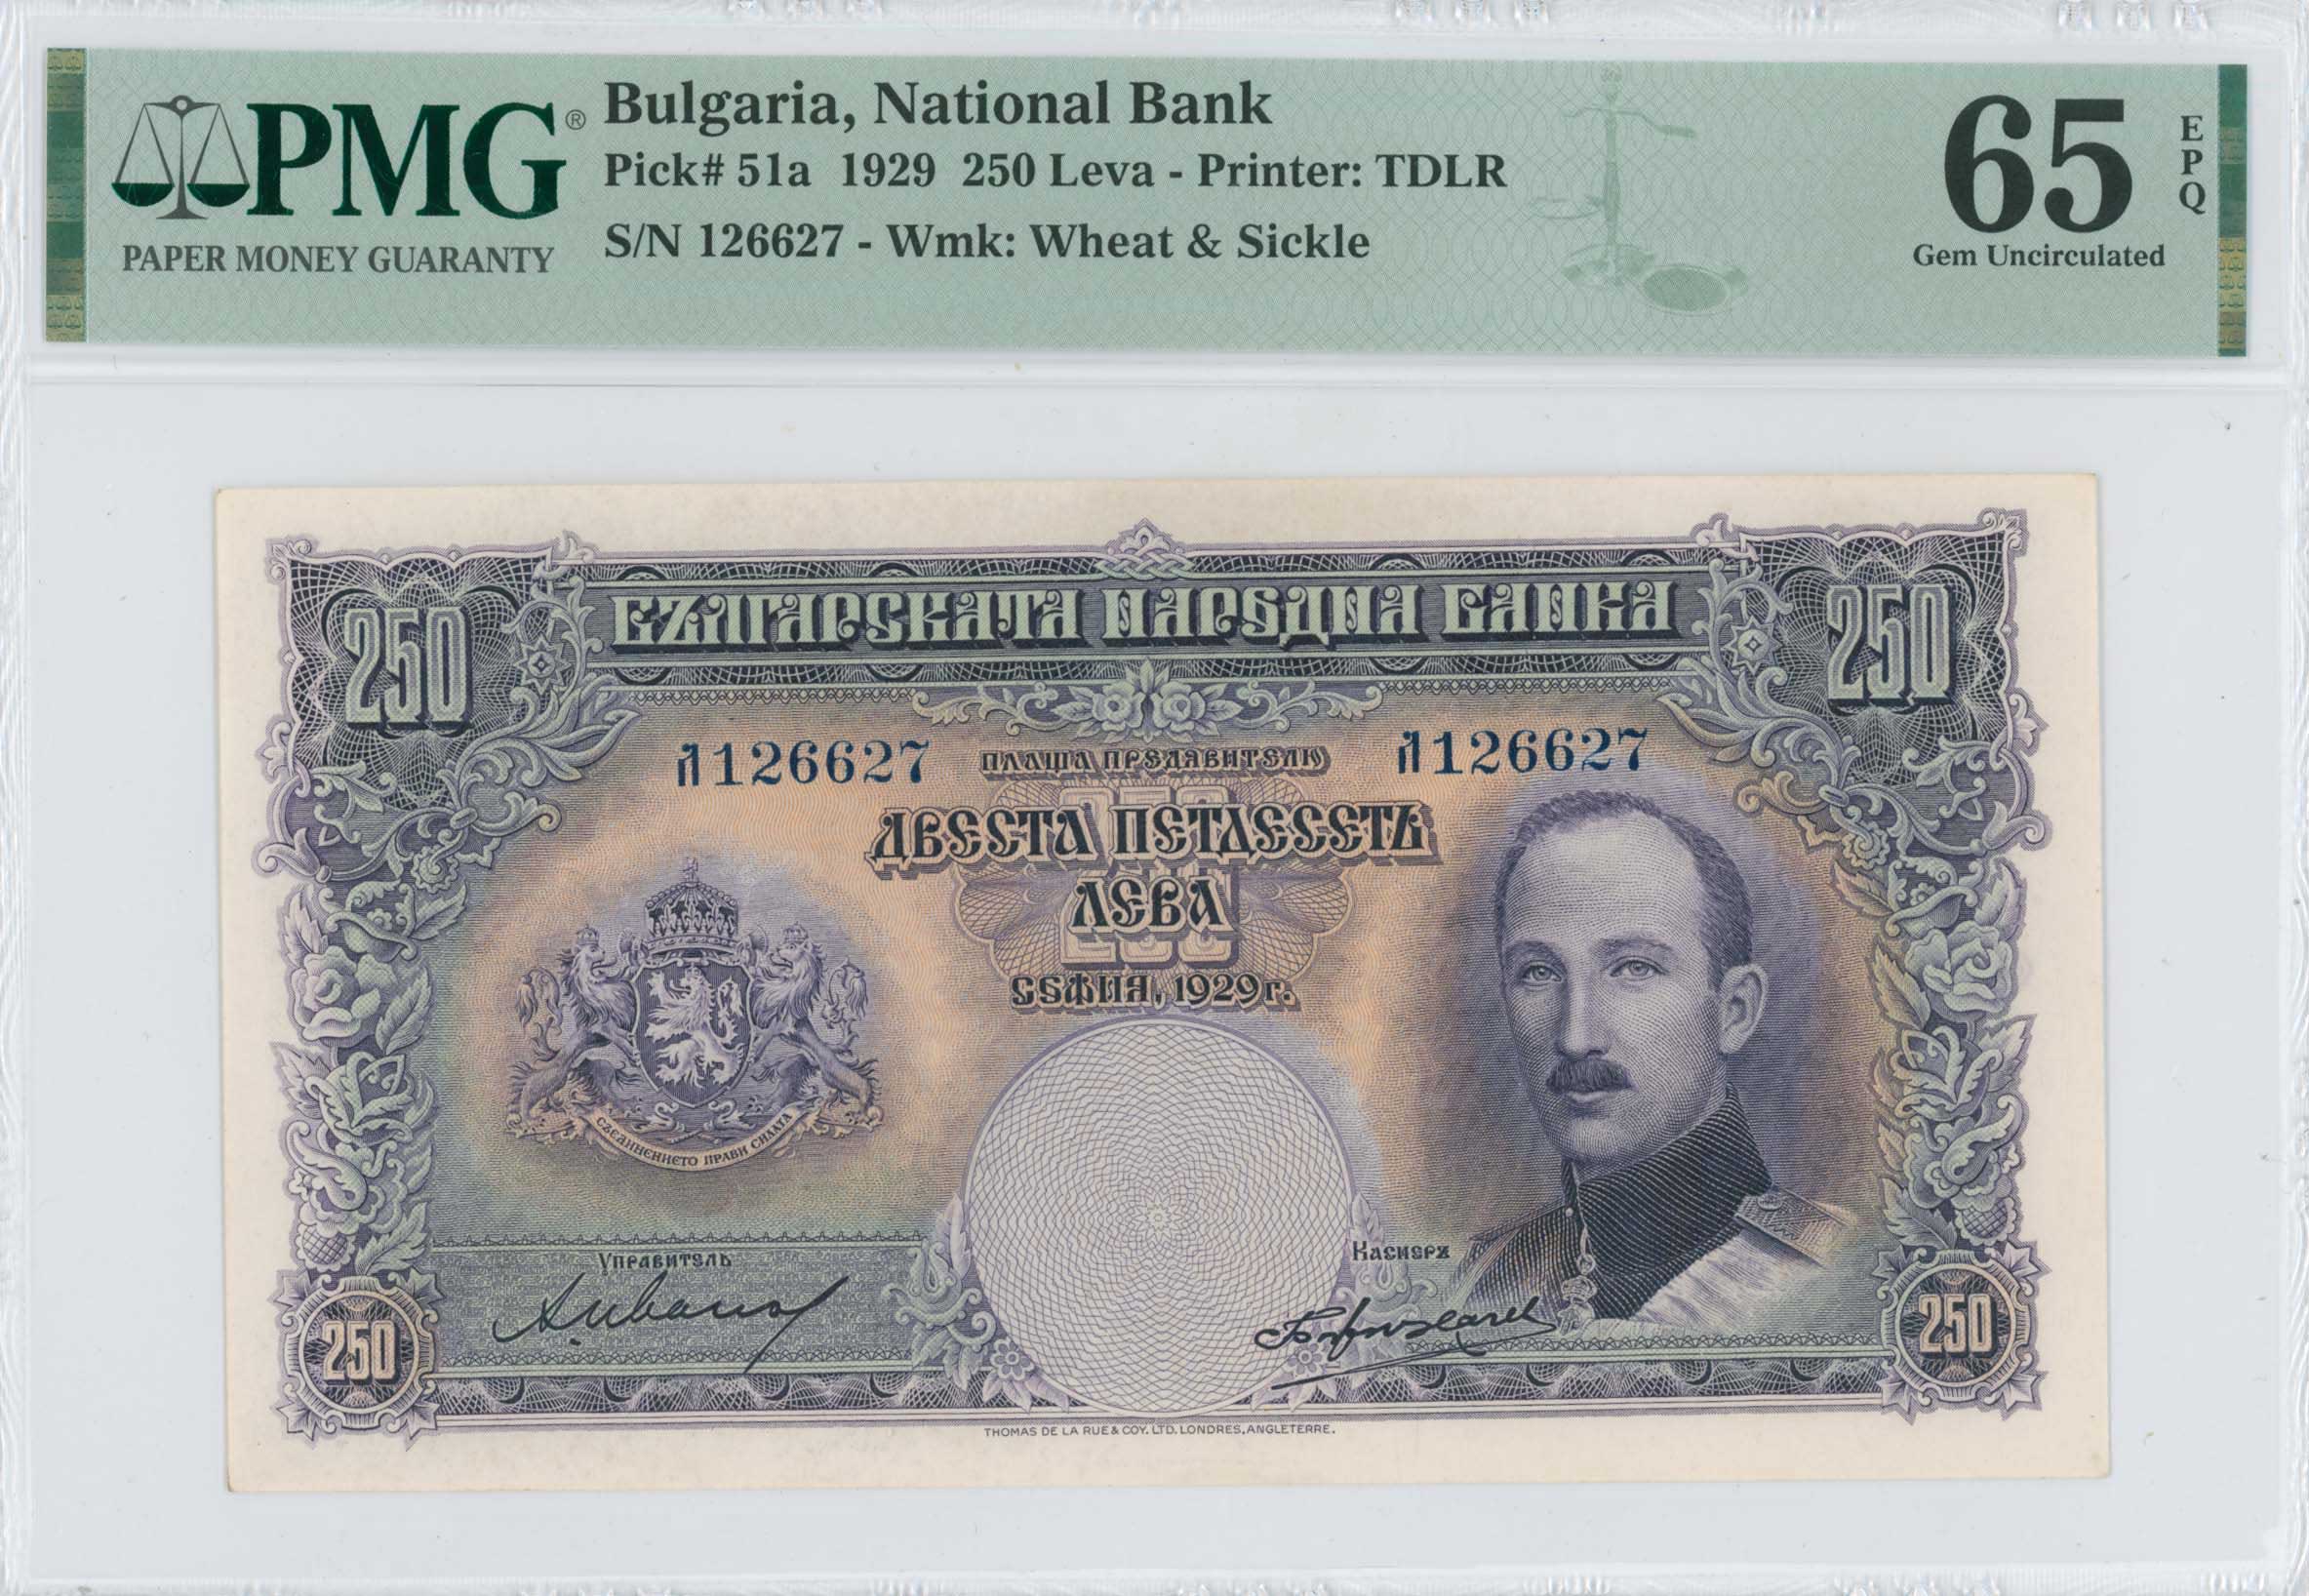 PMG®
PAPER MONEY GUARANTY
Bulgaria, National Bank
Pick# 51a 1929 250 Leva - Printer: TDLR
S/N 126627 - Wmk: Wheat & Sickle
65
EPQ
Gem Uncirculated
250
БЪЛГАРСКАТА НАРОДНА БАНКА
250
Л126627
ПЛАЩА ПРЕДЯВИТЕЛЮ
Л126627
ДВЕСТА ПЕТДЕСЕТЬ
ЛЕВА
СОФИЯ, 1929 г.
СЪЕДИНЕНИЕТО ПРАВИ СИЛАТА
УПРАВИТЕЛЬ
КАСИЕРЪ
250
250
THOMAS DE LA RUE & COY. LTD. LONDRES, ANGLETERRE.